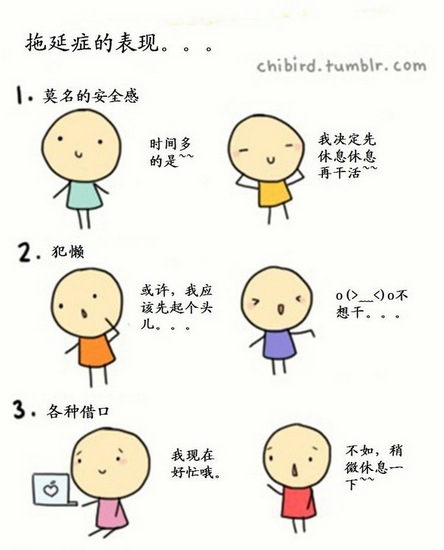 拖延症的表现。。。
chibird.tumblr.com
1. 莫名的安全感
时间多
的是~~
我决定先
休息休息
再干活~~
2. 犯懒
或许，我应
该先起个头
儿。。。
o(>﹏<)o不
想干。。。
3. 各种借口
我现在
好忙哦。
不如，稍
微休息一
下~~